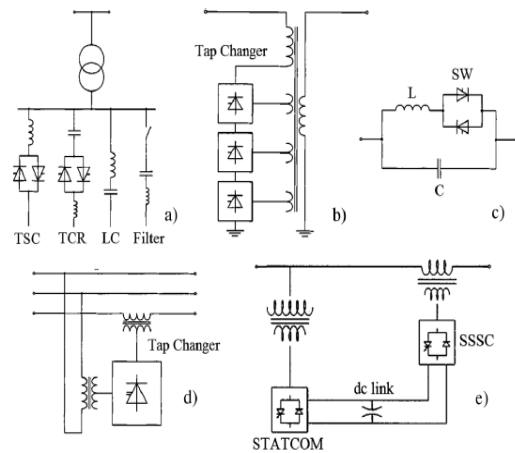 Tap Changer
SW
L
C
a)
b)
c)
TSC TCR LC Filter
Tap Changer
d)
SSSC
dc link
e)
STATCOM